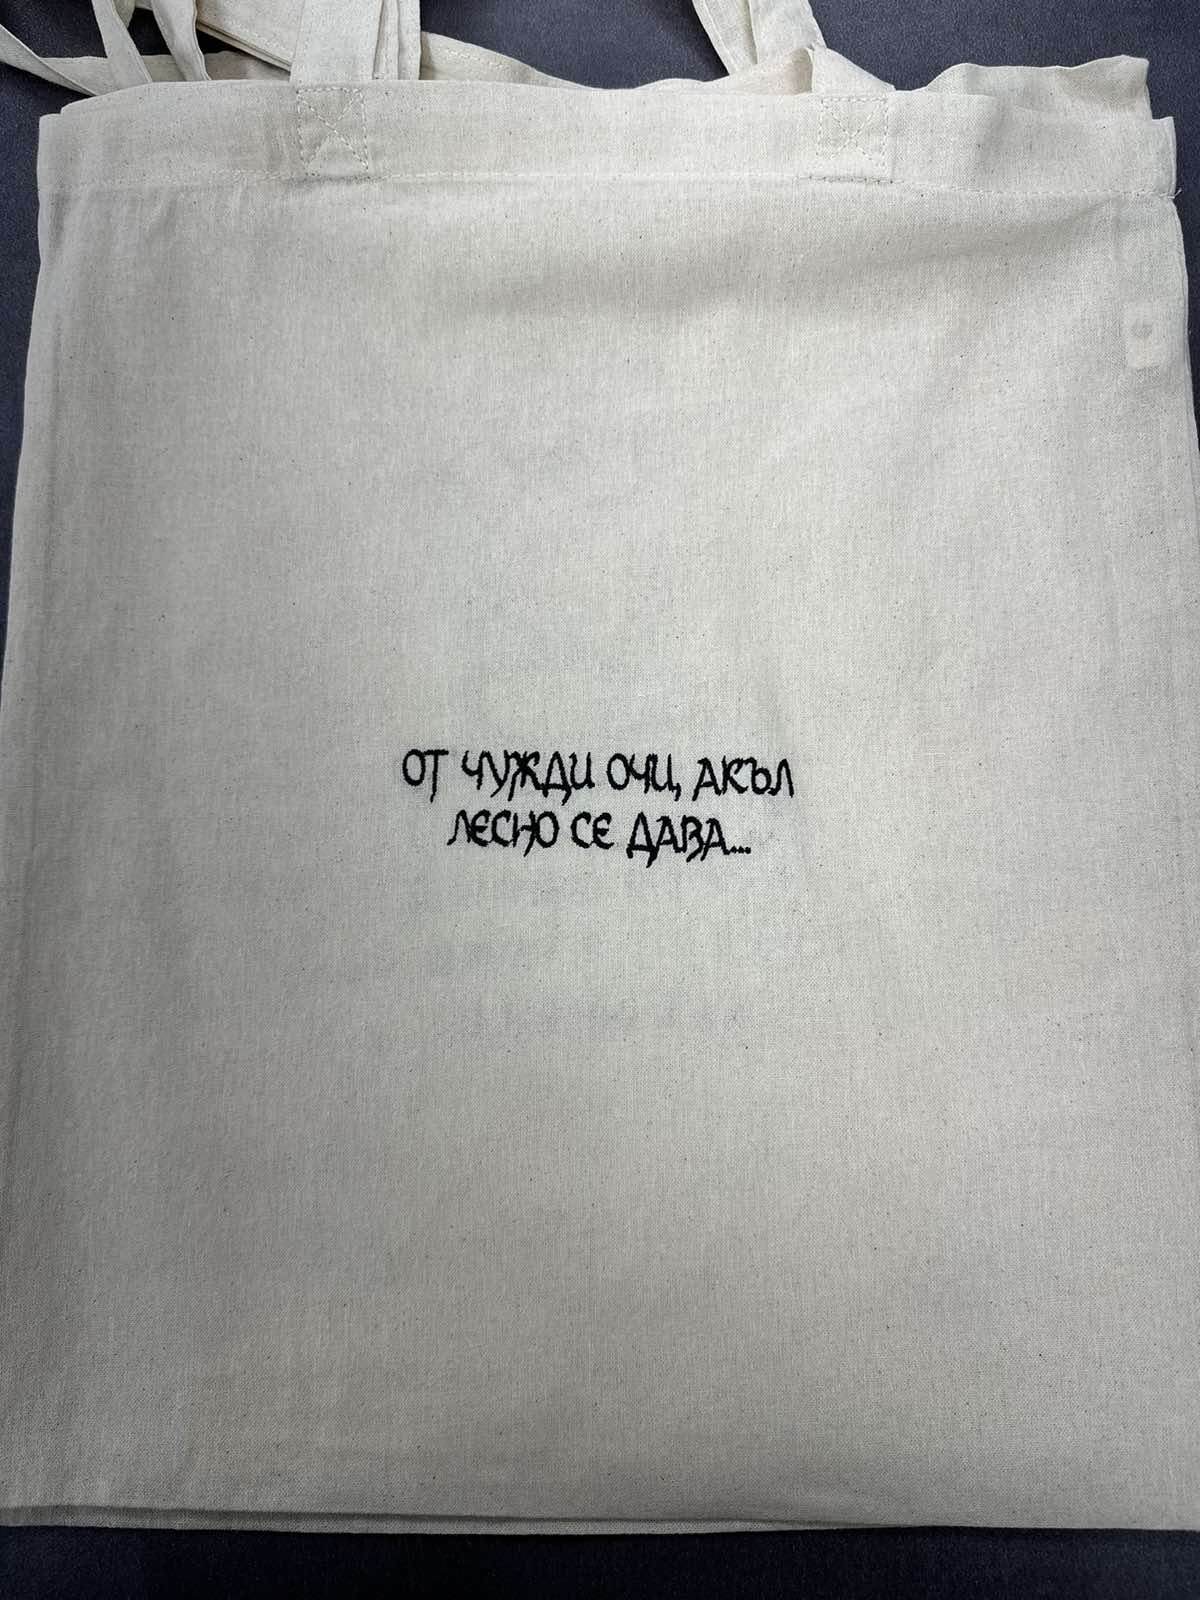 ОТ ЧУЖДИ ОЧИ, АКЪЛ
ЛЕСНО СЕ ДАВА...